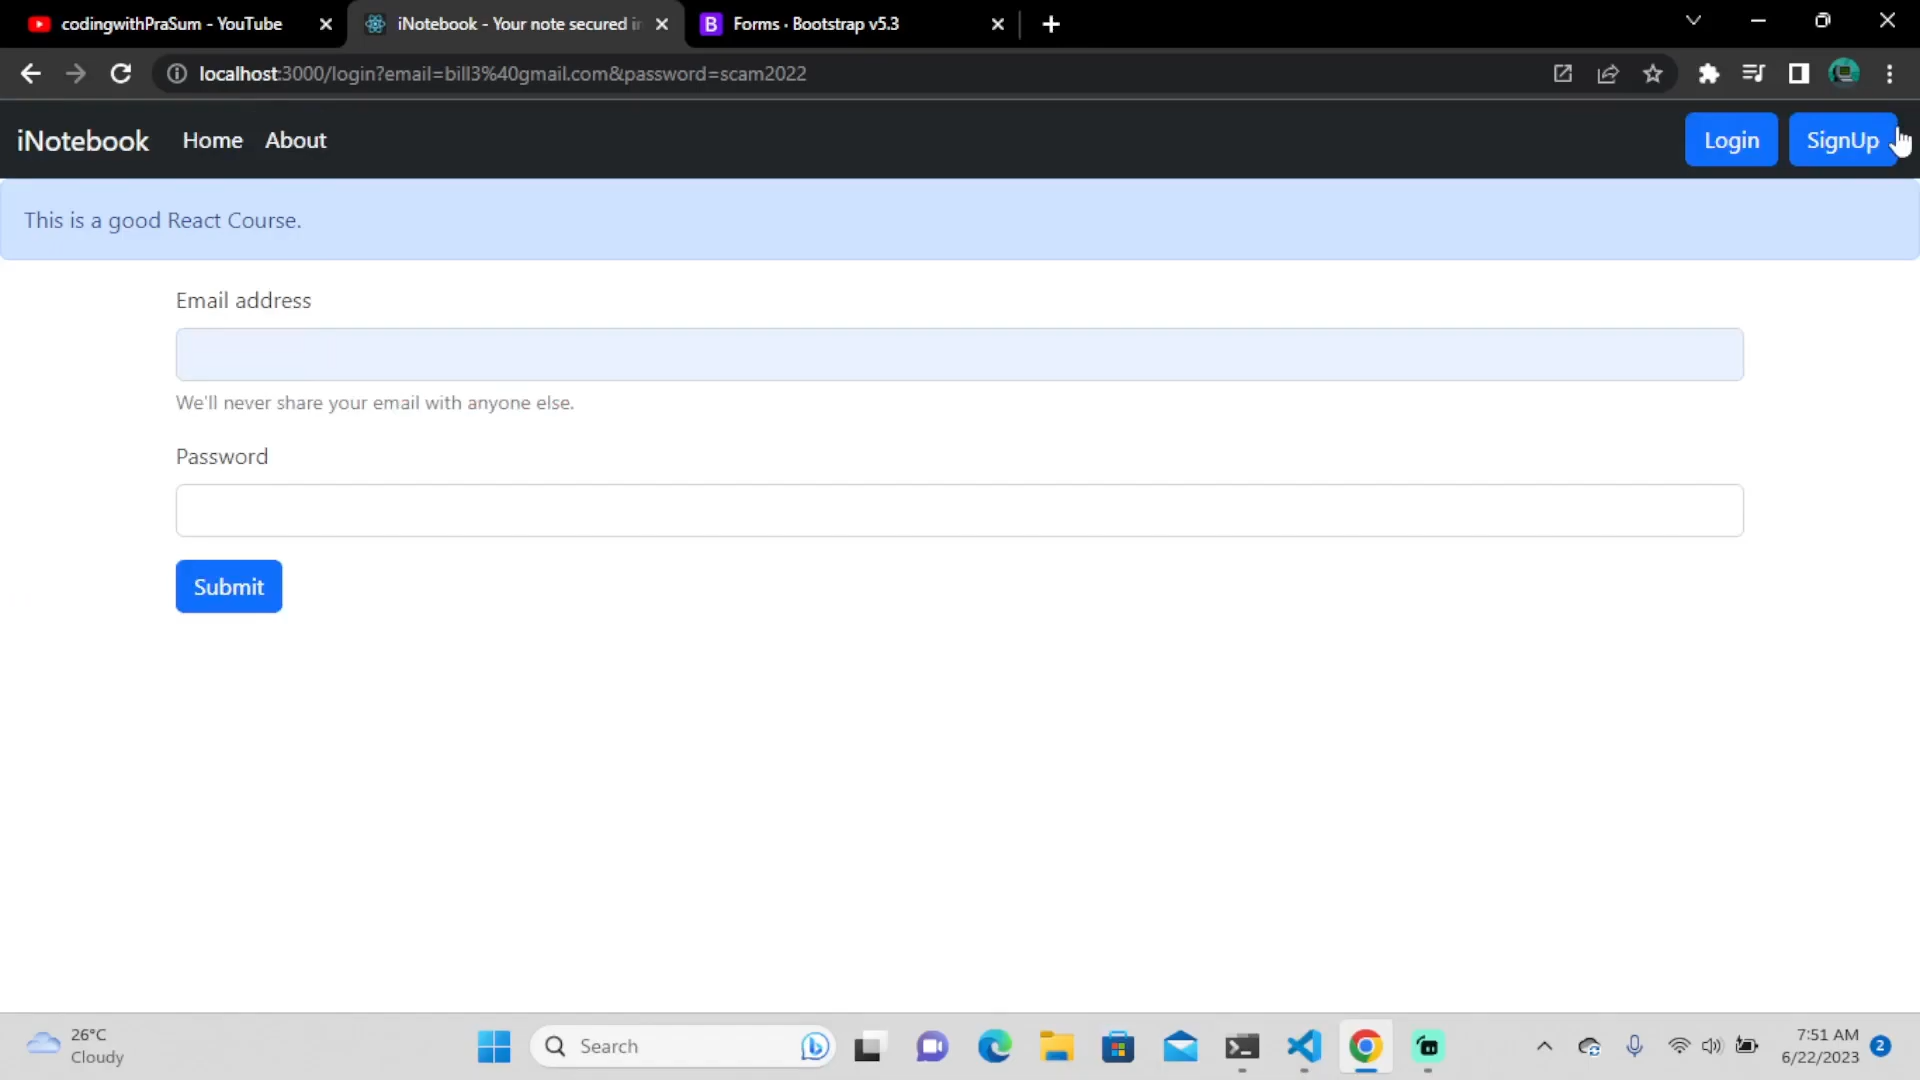 codingwithPraSum - YouTube
iNotebook - Your note secured i
Forms · Bootstrap v5.3
localhost:3000/login?email=bill3%40gmail.com&password=scam2022
iNotebook Home About Login SignUp
This is a good React Course.
Email address
We'll never share your email with anyone else.
Password
Submit
26°C
Cloudy
Search
7:51 AM
6/22/2023
2